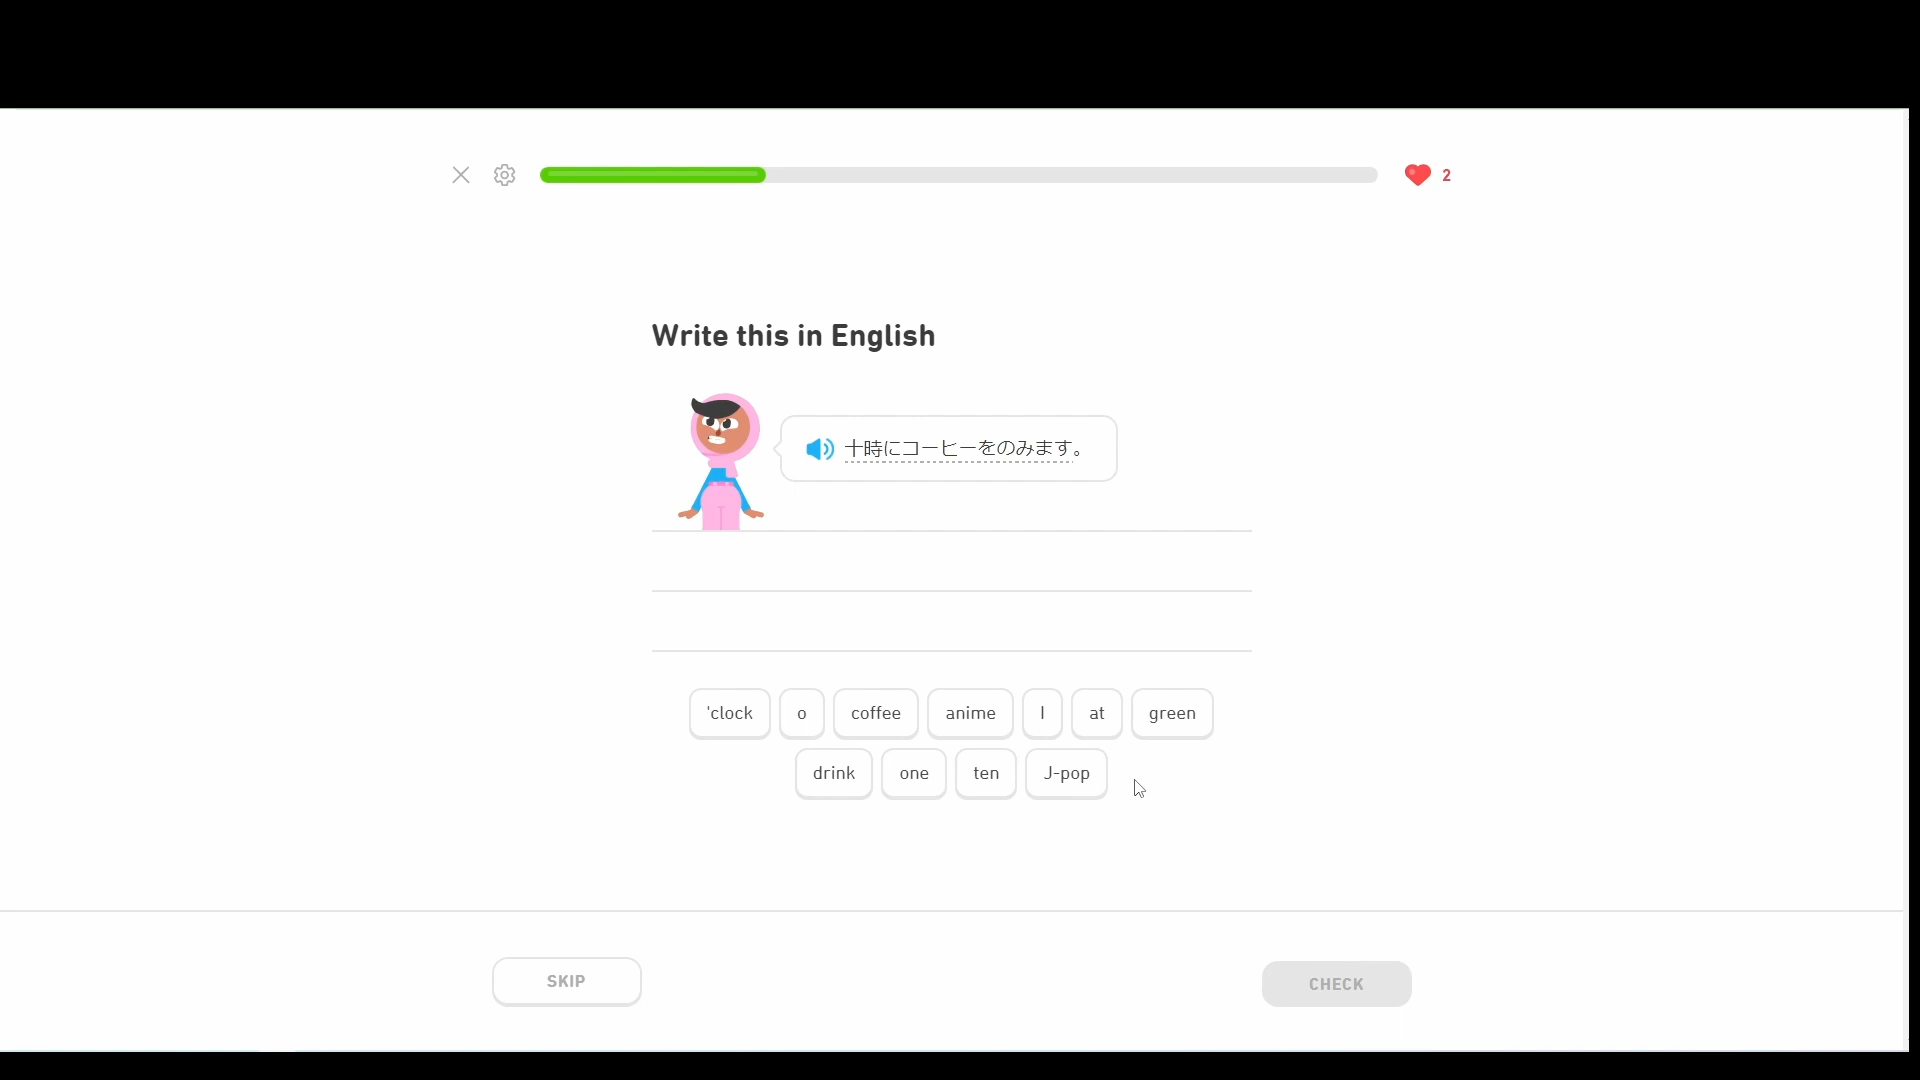 2
Write this in English
十時にコーヒーをのみます。
'clock o coffee anime I at green
drink one ten J-pop
SKIP CHECK